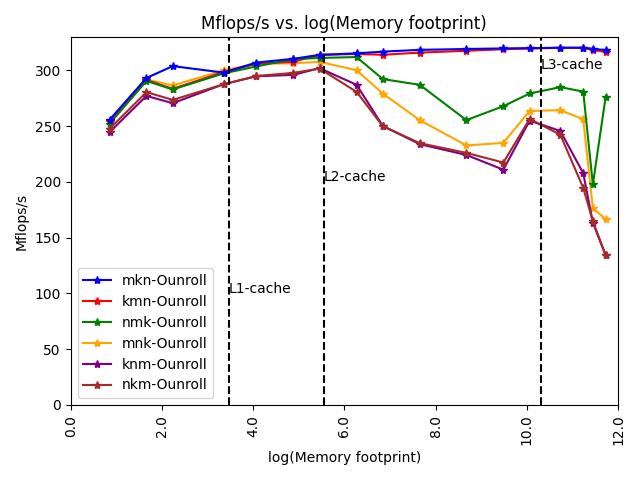 Mflops/s vs. log(Memory footprint)
Mflops/s
300
250
200
150
100
50
0
L3-cache
L2-cache
L1-cache
mkn-Ounroll
kmn-Ounroll
nmk-Ounroll
mnk-Ounroll
knm-Ounroll
nkm-Ounroll
0.0 2.0 4.0 6.0 8.0 10.0 12.0
log(Memory footprint)